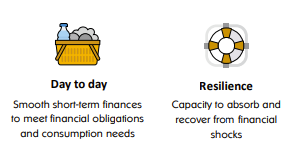 Day to day
Smooth short-term finances
to meet financial obligations
and consumption needs
Resilience
Capacity to absorb and
recover from financial
shocks